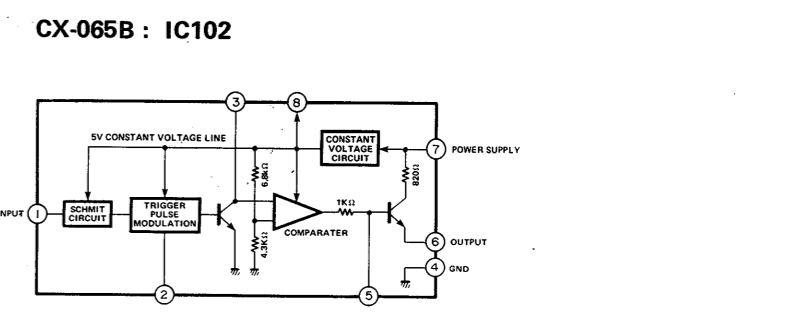 CX-065B : IC102
3
8
5V CONSTANT VOLTAGE LINE
CONSTANT
VOLTAGE
CIRCUIT
7
POWER SUPPLY
6.8kΩ
820Ω
NPUT
1
SCHMIT
CIRCUIT
TRIGGER
PULSE
MODULATION
1KΩ
COMPARATER
4.3KΩ
6
OUTPUT
4
GND
2
5